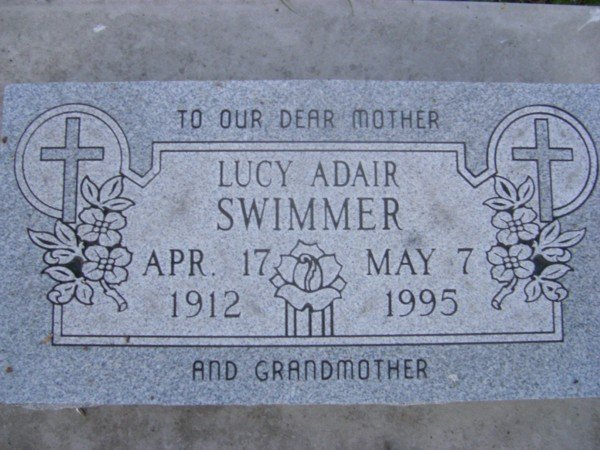 TO OUR DEAR MOTHER
LUCY ADAIR
SWIMMER
APR. 17 MAY 7
1912 1995
AND GRANDMOTHER